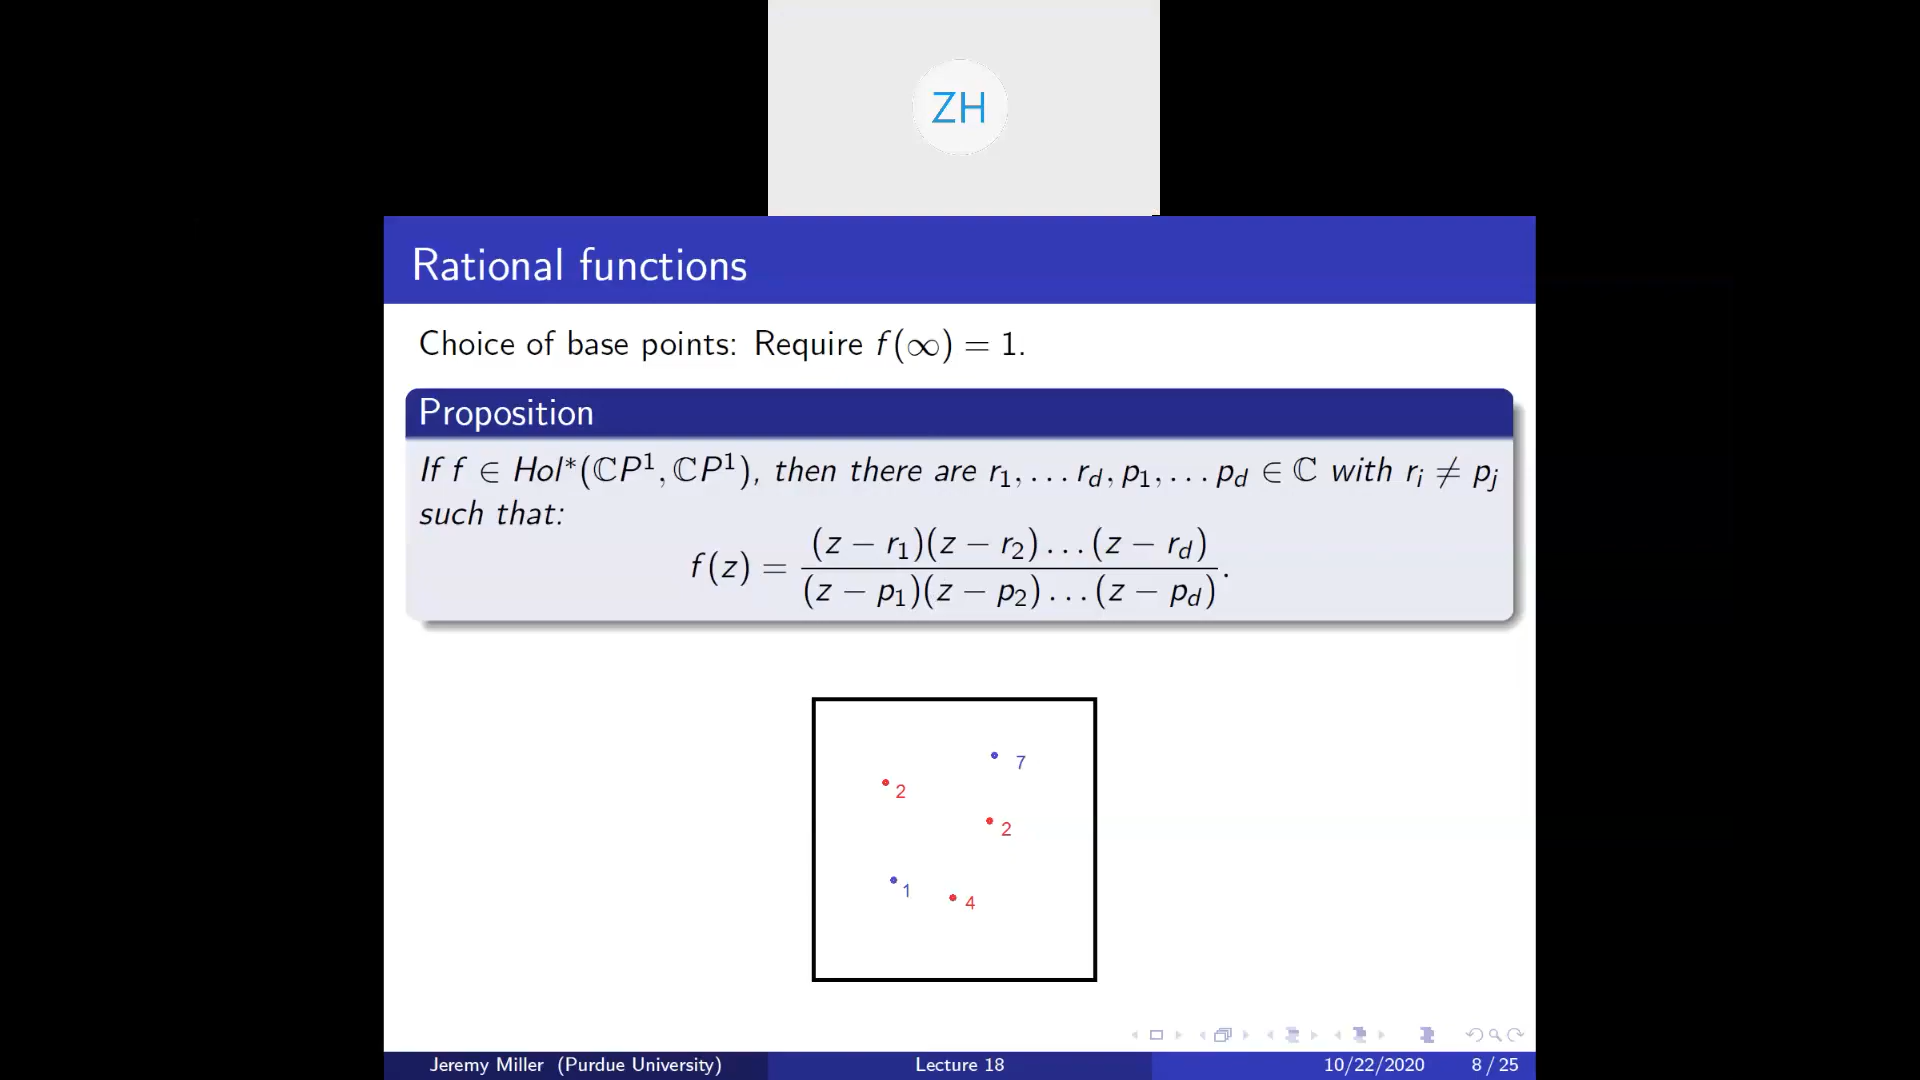 ZH
Rational functions
Choice of base points: Require f(∞) = 1.
Proposition
If f ∈ Hol*(ℂP¹, ℂP¹), then there are r₁, … r_d, p₁, … p_d ∈ ℂ with r_i ≠ p_j
such that:
f(z) = (z − r₁)(z − r₂) … (z − r_d) / (z − p₁)(z − p₂) … (z − p_d).
7
2
2
1
4
Jeremy Miller (Purdue University) Lecture 18 10/22/2020 8 / 25